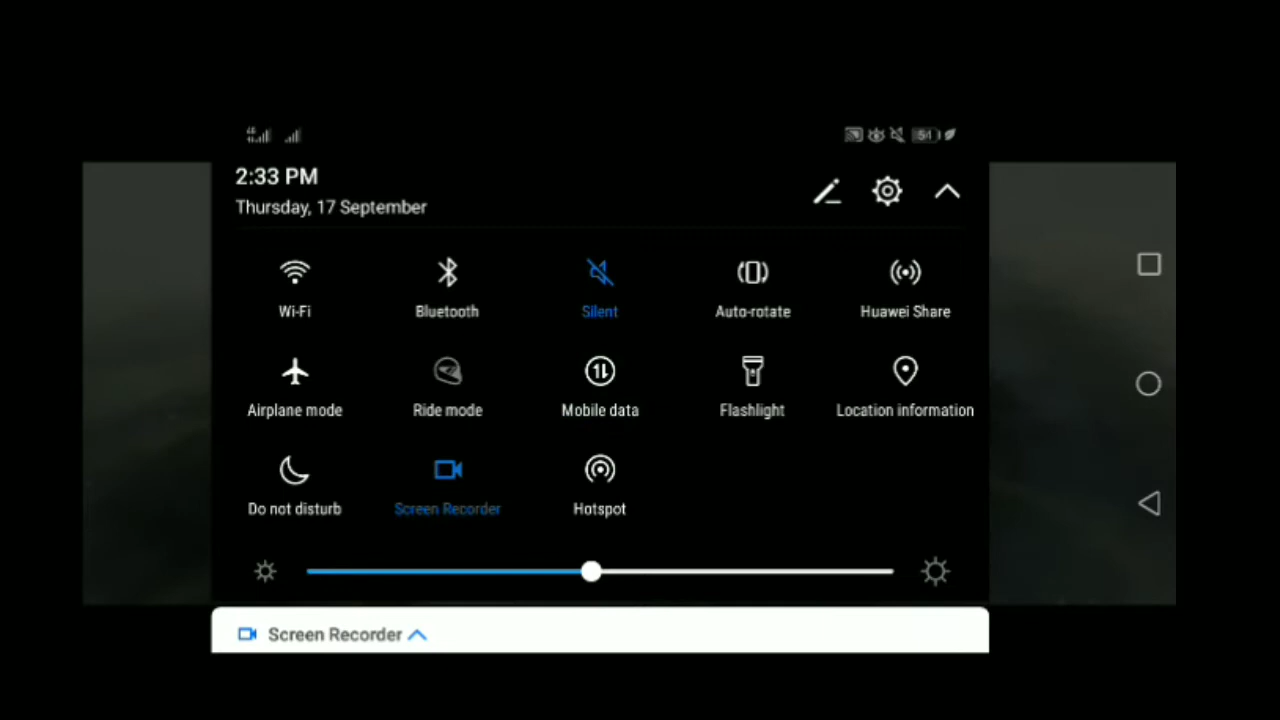 54
2:33 PM
Thursday, 17 September
Wi-Fi
Bluetooth
Silent
Auto-rotate
Huawei Share
Airplane mode
Ride mode
Mobile data
Flashlight
Location information
Do not disturb
Screen Recorder
Hotspot
Screen Recorder